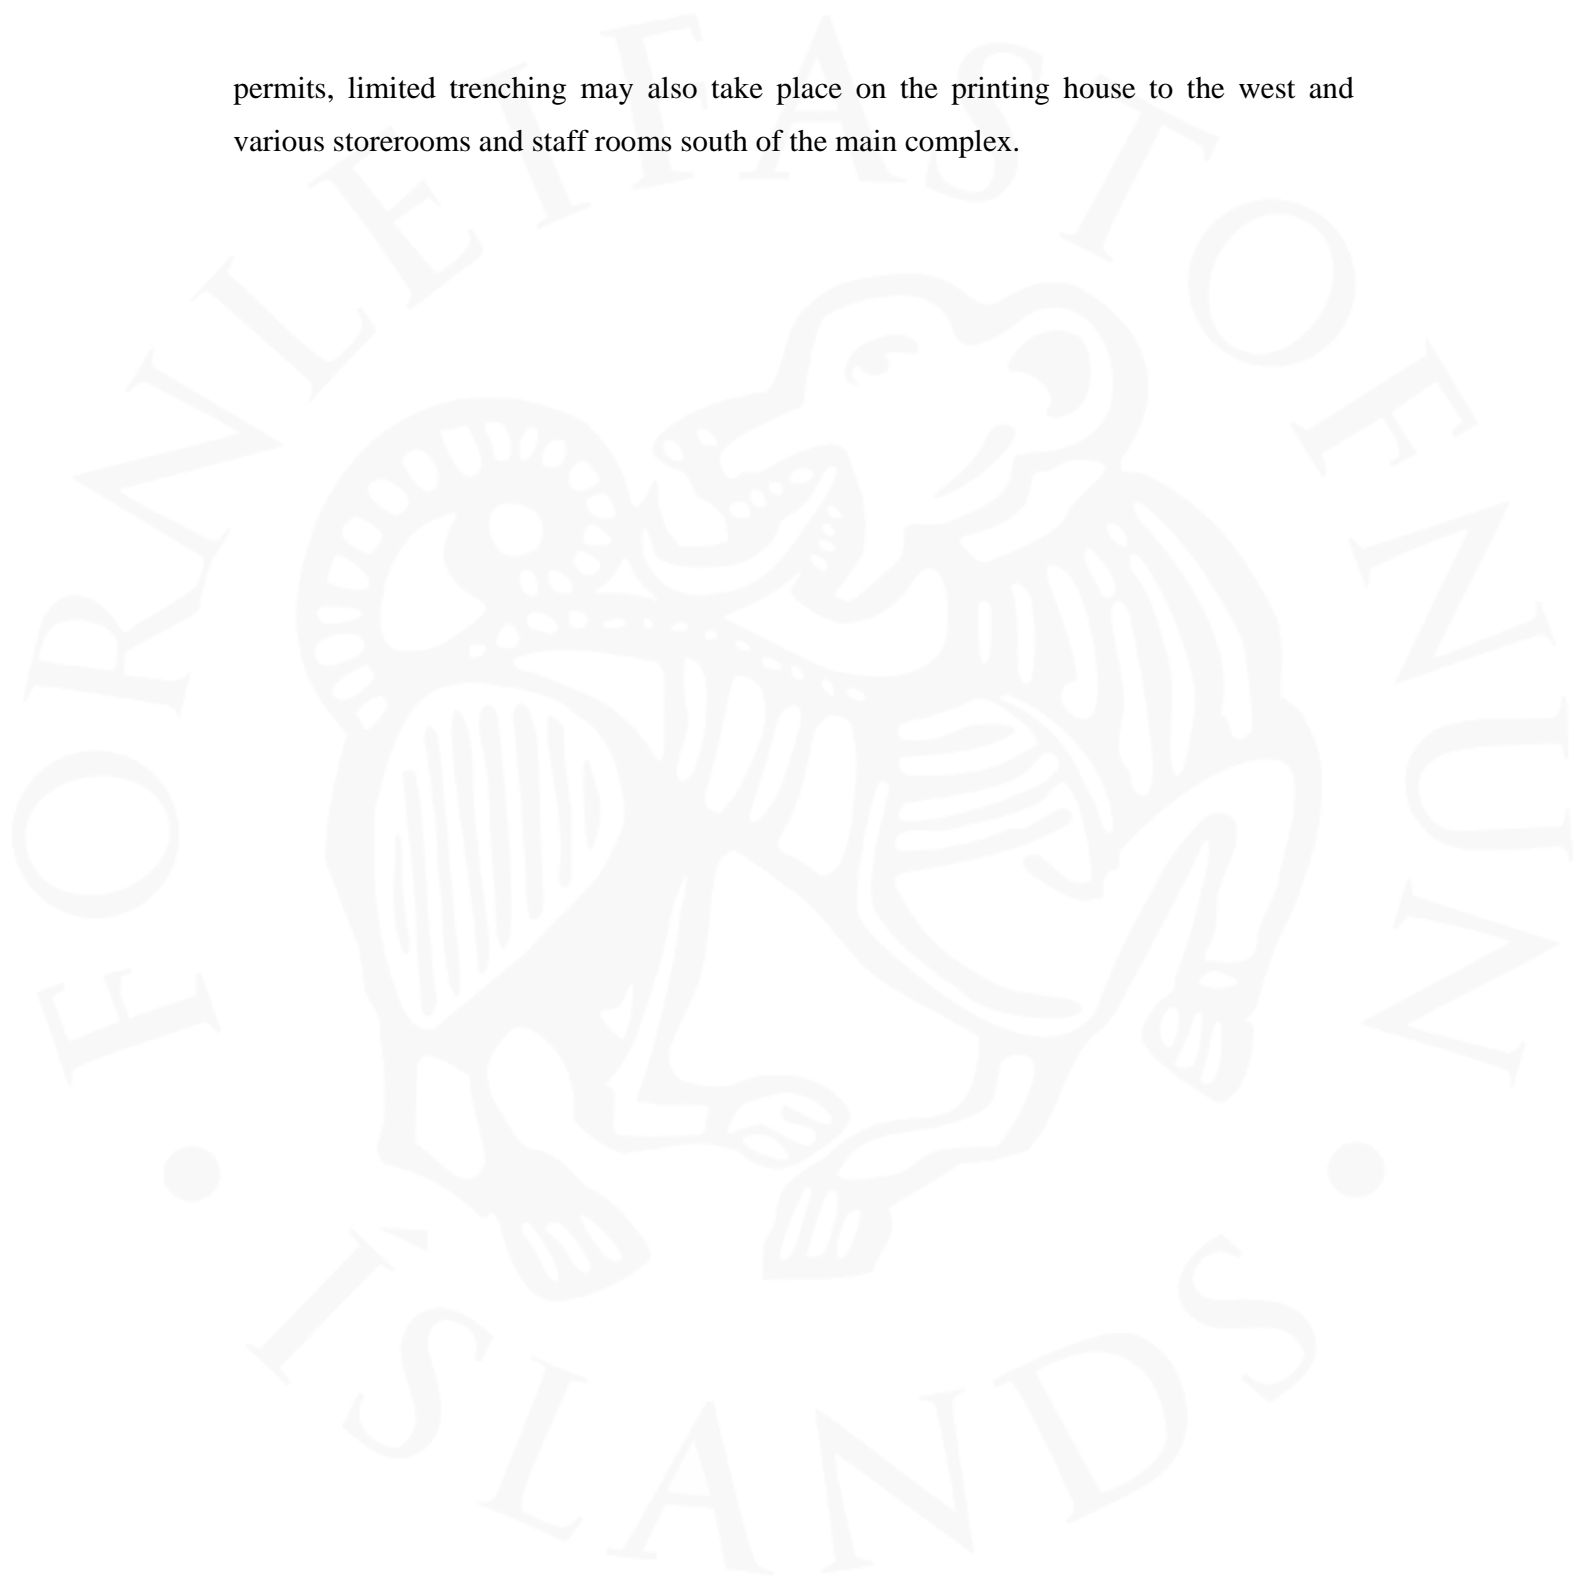 permits, limited trenching may also take place on the printing house to the west and
various storerooms and staff rooms south of the main complex.
FORNLEIFASTOFNUN
ÍSLANDS